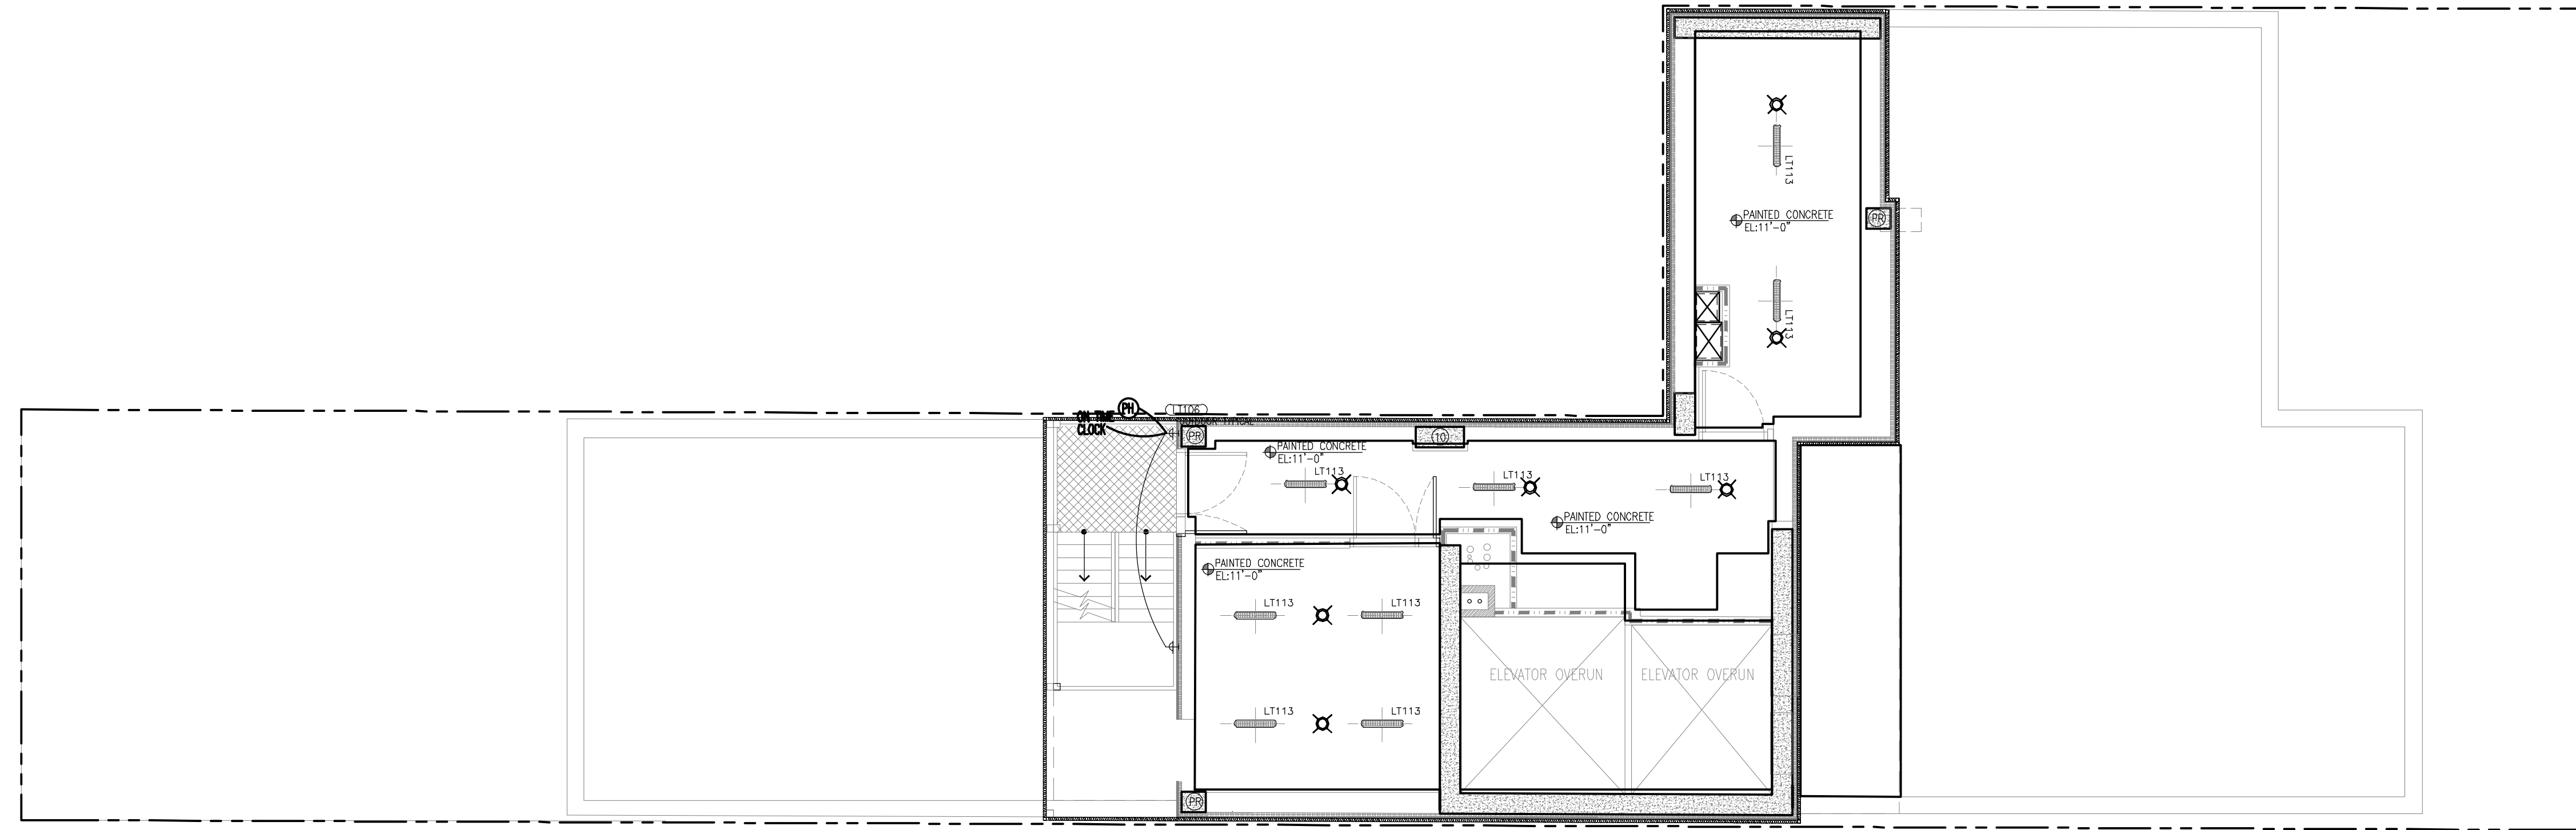 LT113
PAINTED CONCRETE
EL:11'-0"
PR
LT113
PH
LT106
ON TIME
CLOCK
PR
10
PAINTED CONCRETE
EL:11'-0"
LT113
LT113
LT113
PAINTED CONCRETE
EL:11'-0"
PAINTED CONCRETE
EL:11'-0"
LT113
LT113
ELEVATOR OVERUN
ELEVATOR OVERUN
LT113
LT113
PR